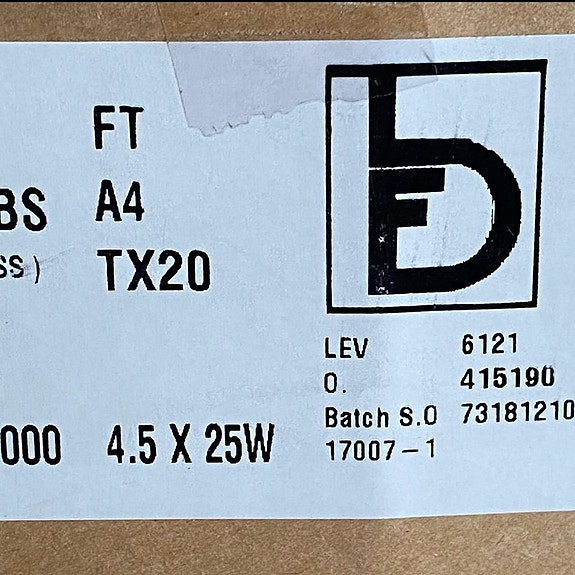 FT
BS A4
SS) TX20
000 4.5 X 25W
LEV 6121
O. 415190
Batch S.O 73181210
17007-1